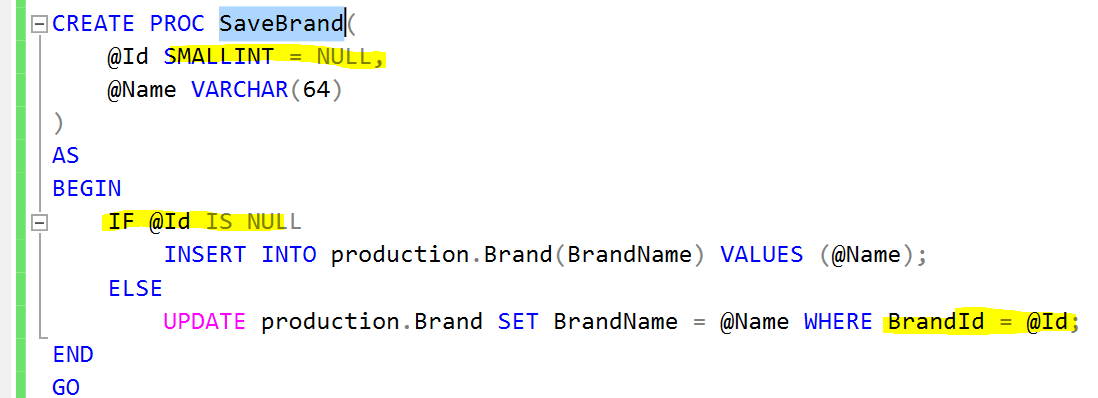 CREATE PROC SaveBrand(
@Id SMALLINT = NULL,
@Name VARCHAR(64)
)
AS
BEGIN
IF @Id IS NULL
INSERT INTO production.Brand(BrandName) VALUES (@Name);
ELSE
UPDATE production.Brand SET BrandName = @Name WHERE BrandId = @Id;
END
GO